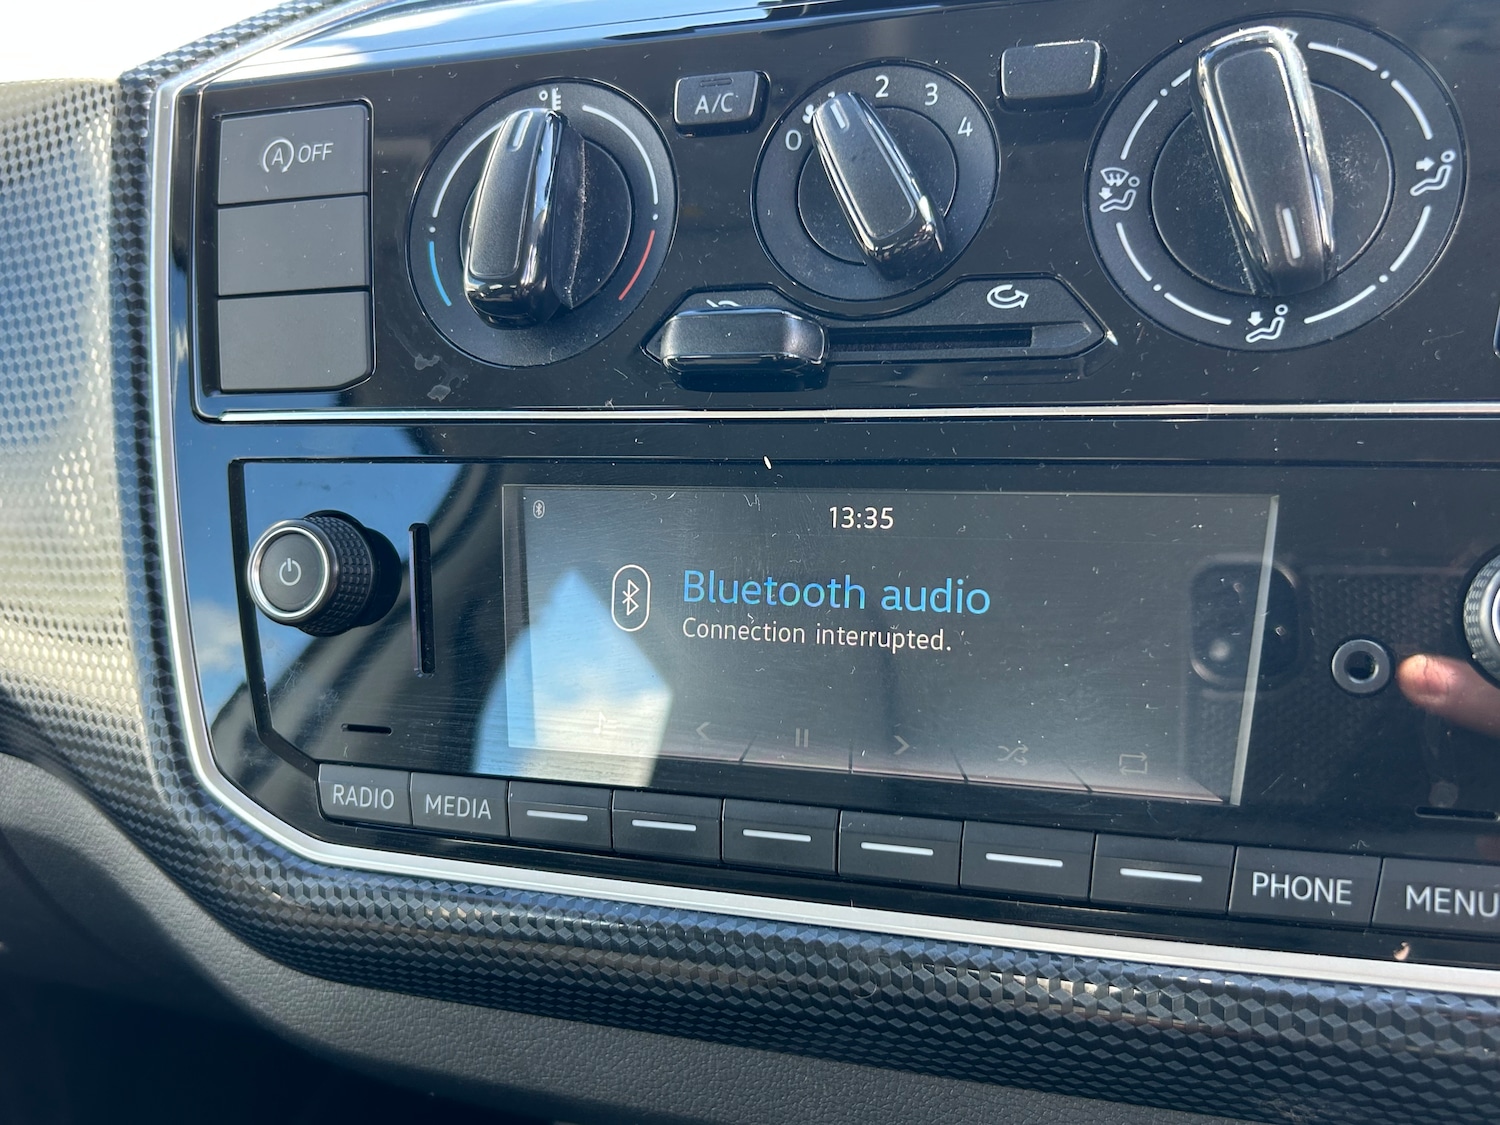 A OFF
A/C
0 1 2 3 4
13:35
Bluetooth audio
Connection interrupted.
RADIO
MEDIA
PHONE
MENU